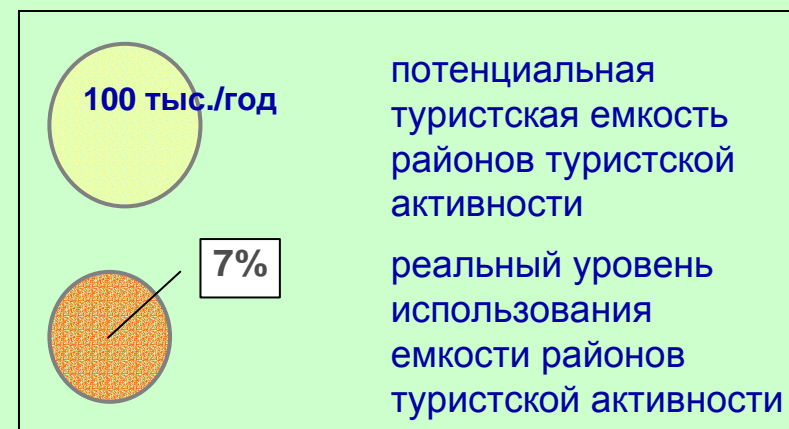 100 тыс./год
потенциальная
туристская емкость
районов туристской
активности
7%
реальный уровень
использования
емкости районов
туристской активности